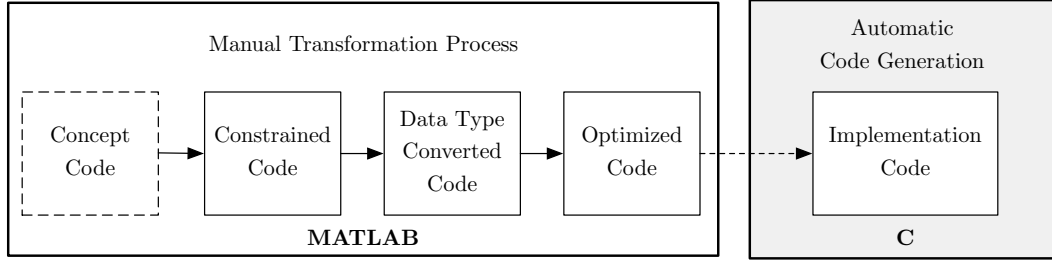 Manual Transformation Process
Concept
Code
Constrained
Code
Data Type
Converted
Code
Optimized
Code
MATLAB
Automatic
Code Generation
Implementation
Code
C